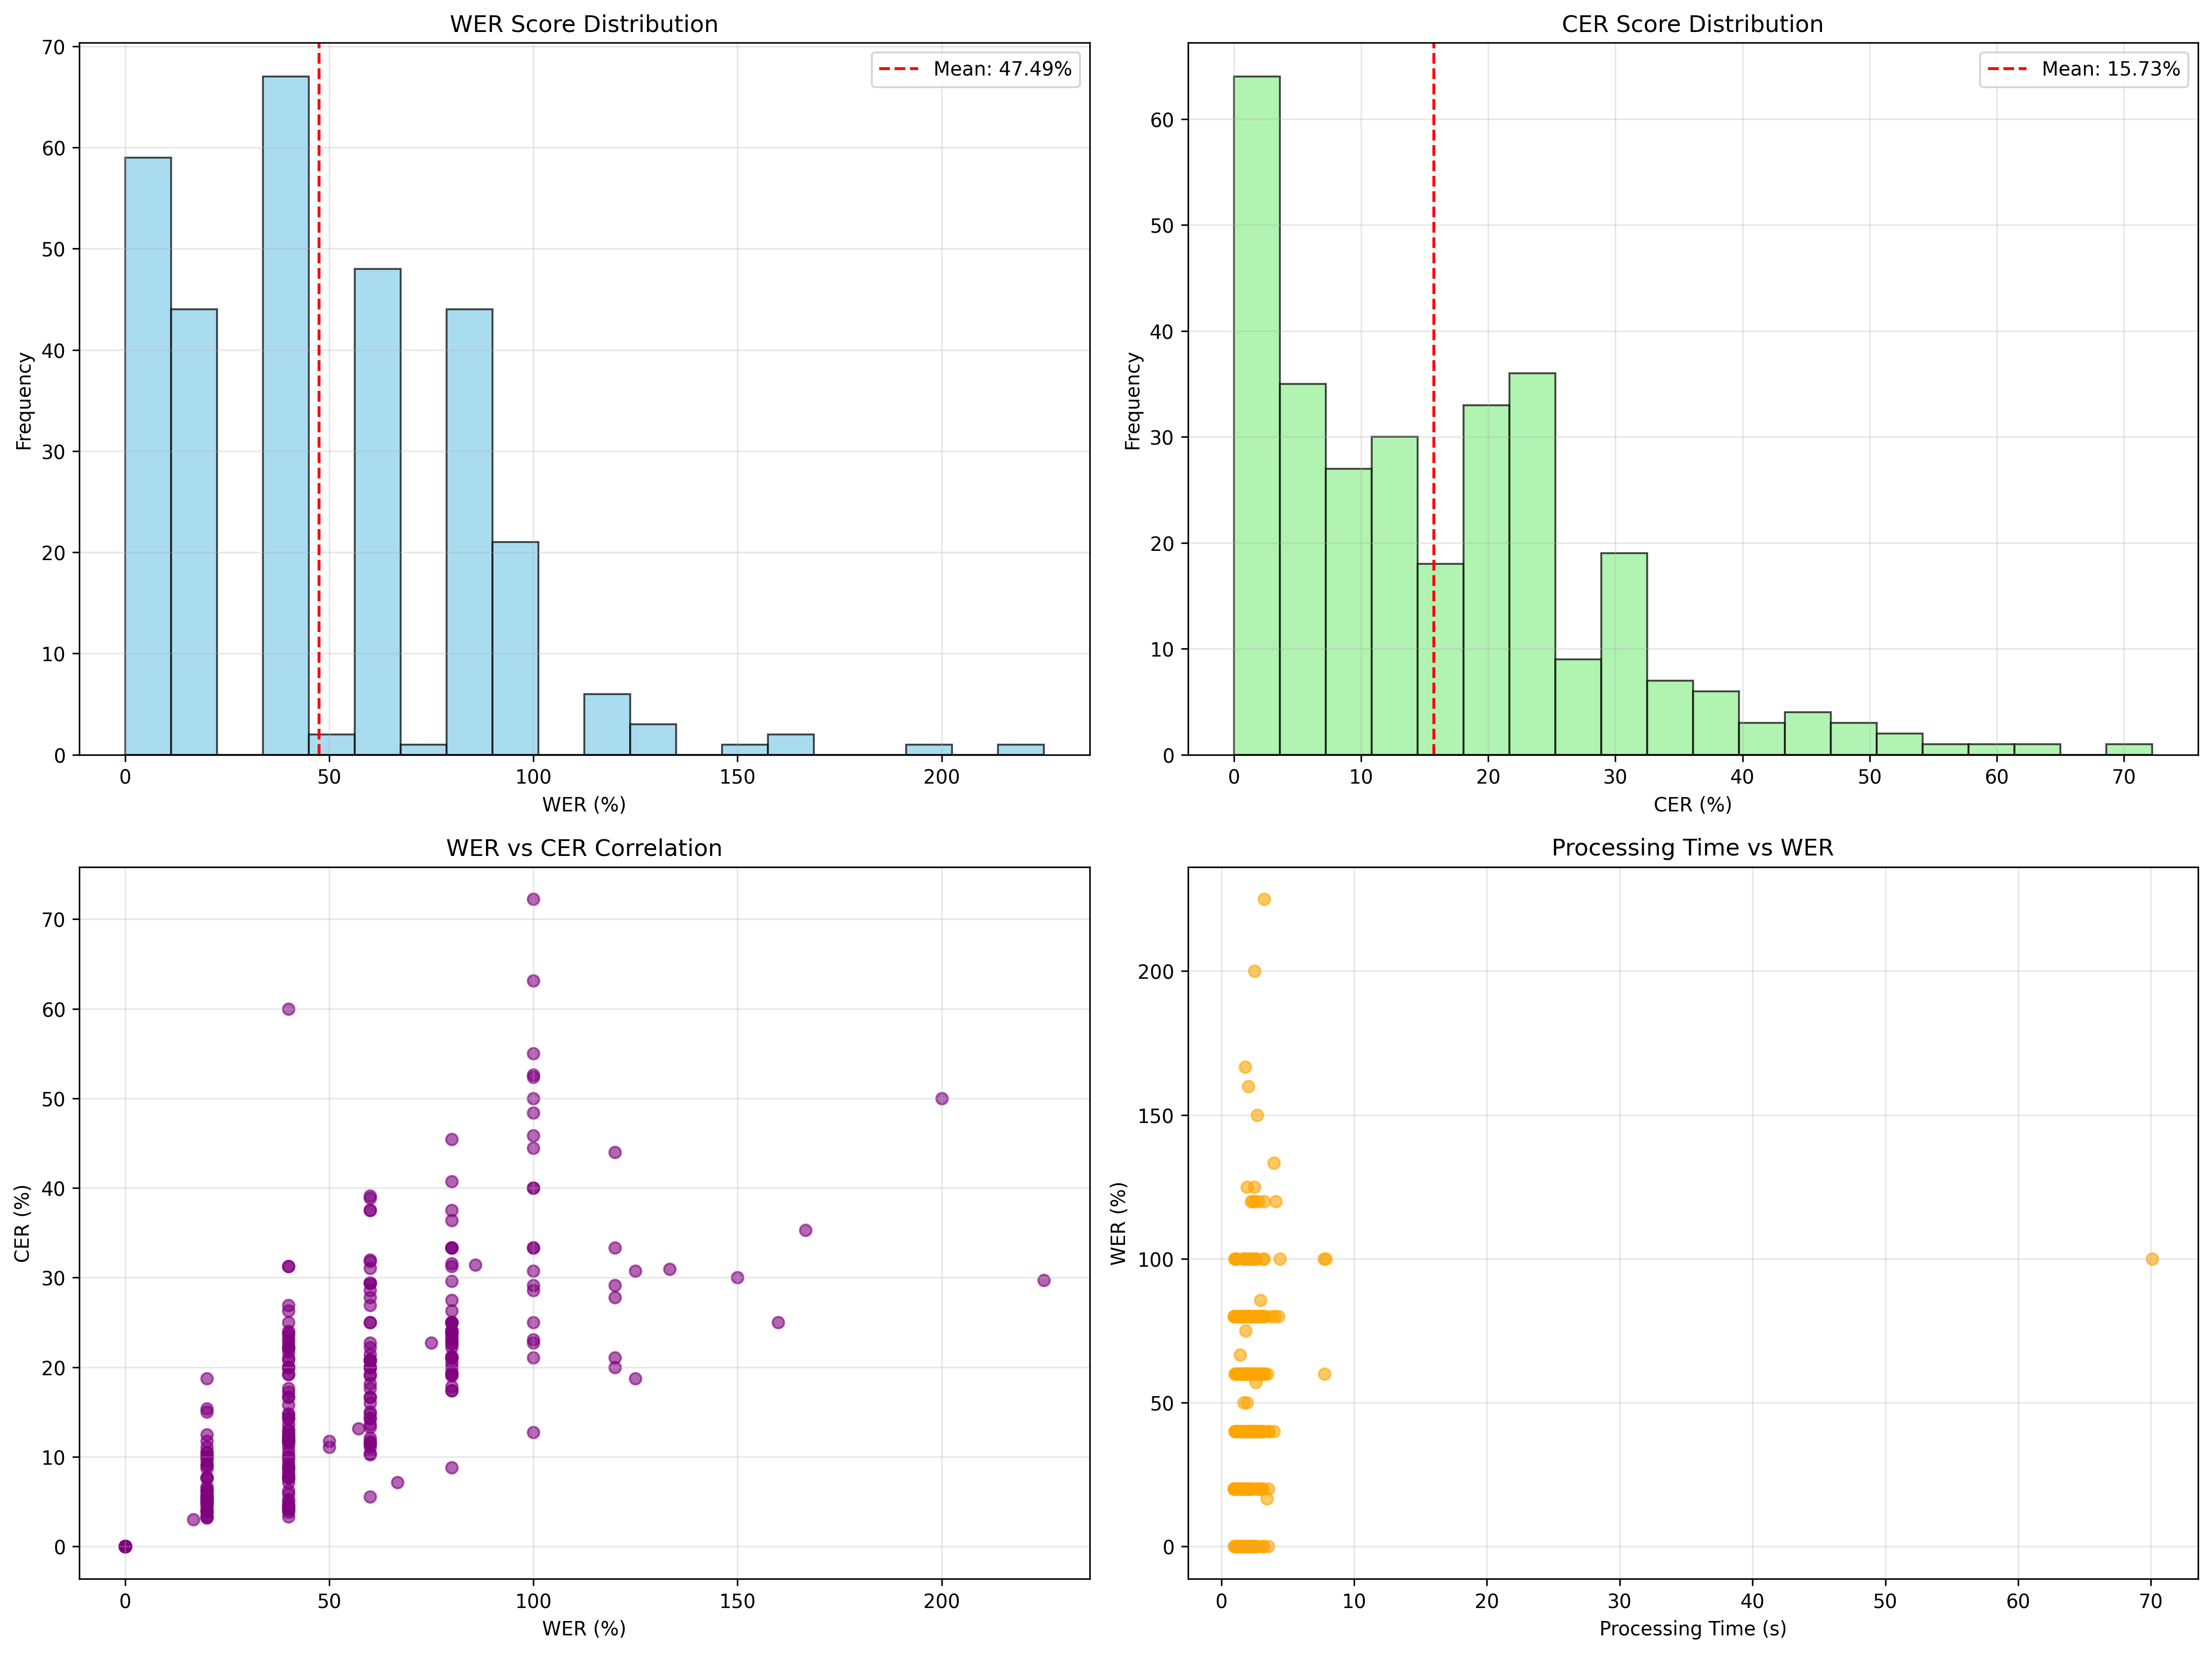 WER Score Distribution
70
60
50
40
30
20
10
0
Frequency
0 50 100 150 200
WER (%)
Mean: 47.49%
CER Score Distribution
60
50
40
30
20
10
0
Frequency
0 10 20 30 40 50 60 70
CER (%)
Mean: 15.73%
WER vs CER Correlation
70
60
50
40
30
20
10
0
CER (%)
0 50 100 150 200
WER (%)
Processing Time vs WER
200
150
100
50
0
WER (%)
0 10 20 30 40 50 60 70
Processing Time (s)